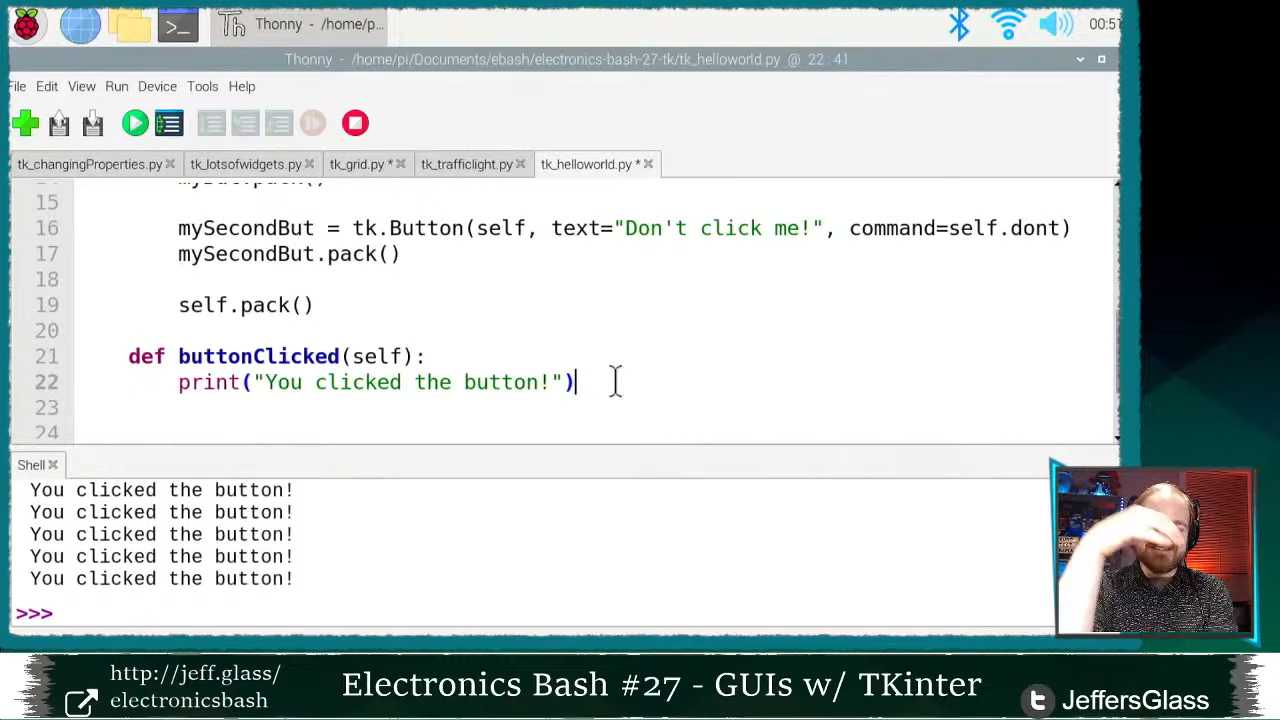 Thonny - /home/p...
00:51
Thonny - /home/pi/Documents/ebash/electronics-bash-27-tk/tk_helloworld.py @ 22 : 41
File Edit View Run Device Tools Help
tk_changingProperties.py tk_lotsofwidgets.py tk_grid.py * tk_trafficlight.py tk_helloworld.py *
15
16 mySecondBut = tk.Button(self, text="Don't click me!", command=self.dont)
17 mySecondBut.pack()
18
19 self.pack()
20
21 def buttonClicked(self):
22 print("You clicked the button!")
23
24
Shell
You clicked the button!
You clicked the button!
You clicked the button!
You clicked the button!
You clicked the button!
>>>
http://jeff.glass/
electronicsbash
Electronics Bash #27 - GUIs w/ TKinter
JeffersGlass